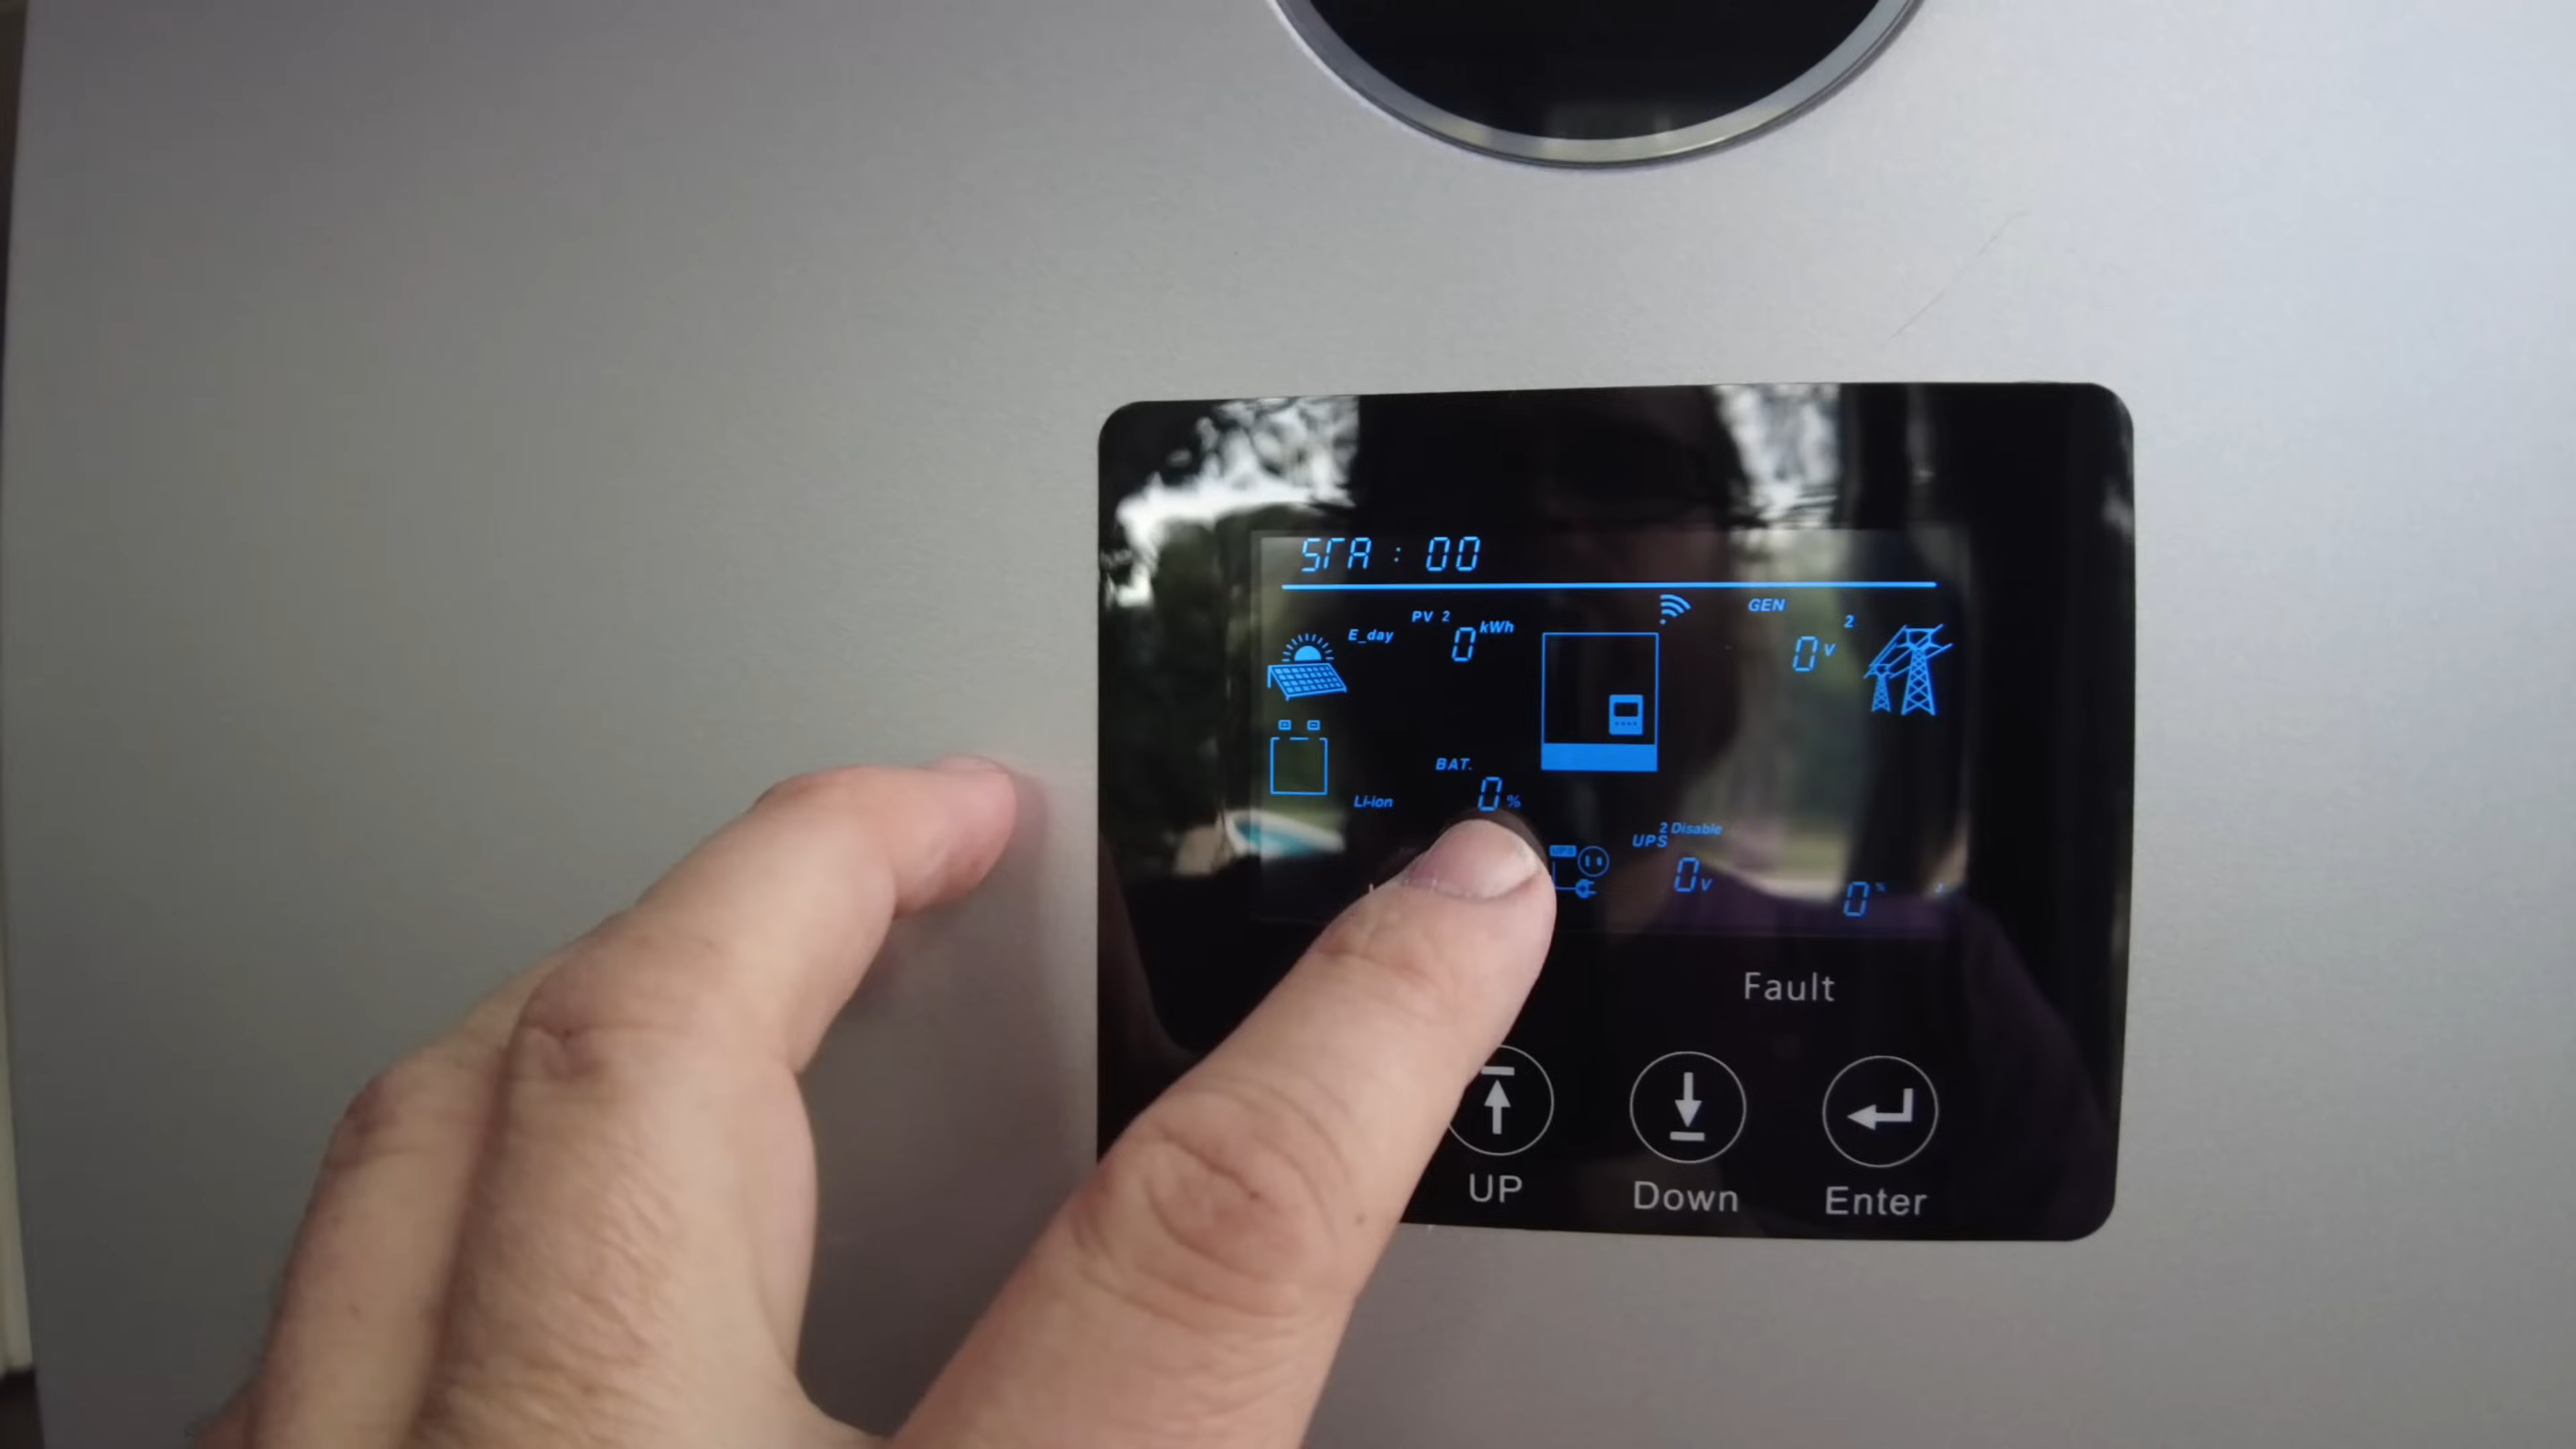 STA : 00
PV 2
E_day 0 kWh
GEN
2
0 V
BAT.
Li-ion 0 %
UPS
2 Disable
UPS
0 V
0 %
Fault
UP Down Enter